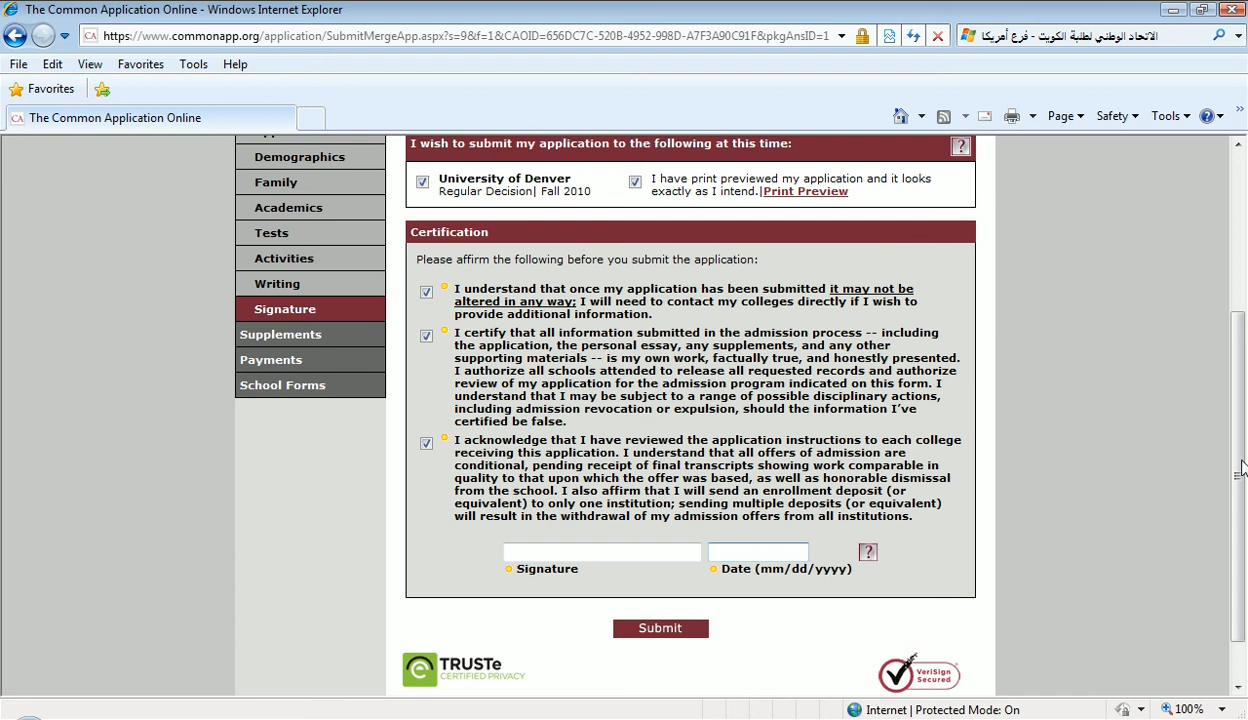 The Common Application Online - Windows Internet Explorer
https://www.commonapp.org/application/SubmitMergeApp.aspx?s=9&f=1&CAOID=656DC7C-520B-4952-998D-A7F3A90C91F&pkgAnsID=1
الاتحاد الوطني لطلبة الكويت - فرع أمريكا
File Edit View Favorites Tools Help
Favorites
The Common Application Online
Page Safety Tools
I wish to submit my application to the following at this time:
?
Demographics
Family
Academics
Tests
Activities
Writing
Signature
Supplements
Payments
School Forms
University of Denver
Regular Decision| Fall 2010
I have print previewed my application and it looks
exactly as I intend.|Print Preview
Certification
Please affirm the following before you submit the application:
I understand that once my application has been submitted it may not be
altered in any way; I will need to contact my colleges directly if I wish to
provide additional information.
I certify that all information submitted in the admission process -- including
the application, the personal essay, any supplements, and any other
supporting materials -- is my own work, factually true, and honestly presented.
I authorize all schools attended to release all requested records and authorize
review of my application for the admission program indicated on this form. I
understand that I may be subject to a range of possible disciplinary actions,
including admission revocation or expulsion, should the information I've
certified be false.
I acknowledge that I have reviewed the application instructions to each college
receiving this application. I understand that all offers of admission are
conditional, pending receipt of final transcripts showing work comparable in
quality to that upon which the offer was based, as well as honorable dismissal
from the school. I also affirm that I will send an enrollment deposit (or
equivalent) to only one institution; sending multiple deposits (or equivalent)
will result in the withdrawal of my admission offers from all institutions.
?
Signature Date (mm/dd/yyyy)
Submit
TRUSTe
CERTIFIED PRIVACY
VeriSign
Secured
Internet | Protected Mode: On
100%